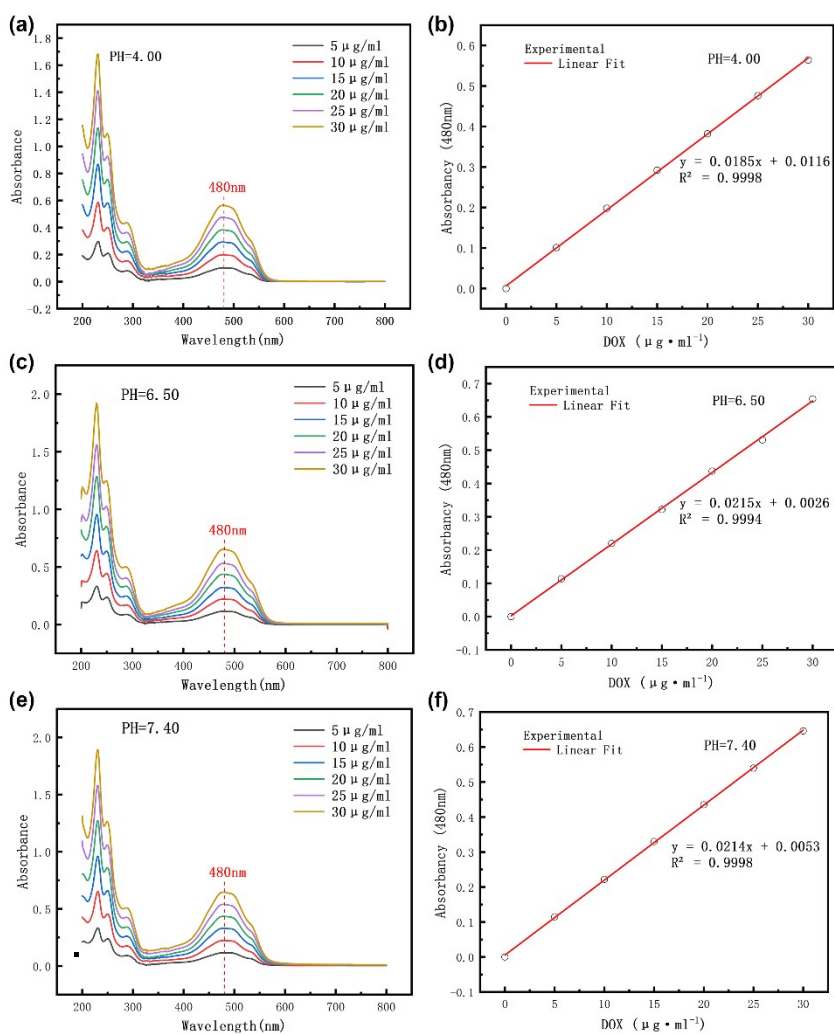 (a)
1.8
1.6
1.4
1.2
1.0
0.8
0.6
0.4
0.2
0.0
-0.2
Absorbance
PH=4.00
5 μg/ml
10 μg/ml
15 μg/ml
20 μg/ml
25 μg/ml
30 μg/ml
480nm
200 300 400 500 600 700 800
Wavelength(nm)
(b)
0.6
0.5
0.4
0.3
0.2
0.1
0.0
Absorbancy (480nm)
Experimental
Linear Fit
PH=4.00
y = 0.0185x + 0.0116
R² = 0.9998
0 5 10 15 20 25 30
DOX (μg·ml⁻¹)
(c)
2.0
1.5
1.0
0.5
0.0
Absorbance
PH=6.50
5 μg/ml
10 μg/ml
15 μg/ml
20 μg/ml
25 μg/ml
30 μg/ml
480nm
200 300 400 500 600 700 800
Wavelength(nm)
(d)
0.7
0.6
0.5
0.4
0.3
0.2
0.1
0.0
-0.1
Absorbancy (480nm)
Experimental
Linear Fit
PH=6.50
y = 0.0215x + 0.0026
R² = 0.9994
0 5 10 15 20 25 30
DOX (μg·ml⁻¹)
(e)
2.0
1.5
1.0
0.5
0.0
Absorbance
PH=7.40
5 μg/ml
10 μg/ml
15 μg/ml
20 μg/ml
25 μg/ml
30 μg/ml
480nm
200 300 400 500 600 700 800
Wavelength(nm)
(f)
0.7
0.6
0.5
0.4
0.3
0.2
0.1
0.0
-0.1
Absorbancy (480nm)
Experimental
Linear Fit
PH=7.40
y = 0.0214x + 0.0053
R² = 0.9998
0 5 10 15 20 25 30
DOX (μg·ml⁻¹)